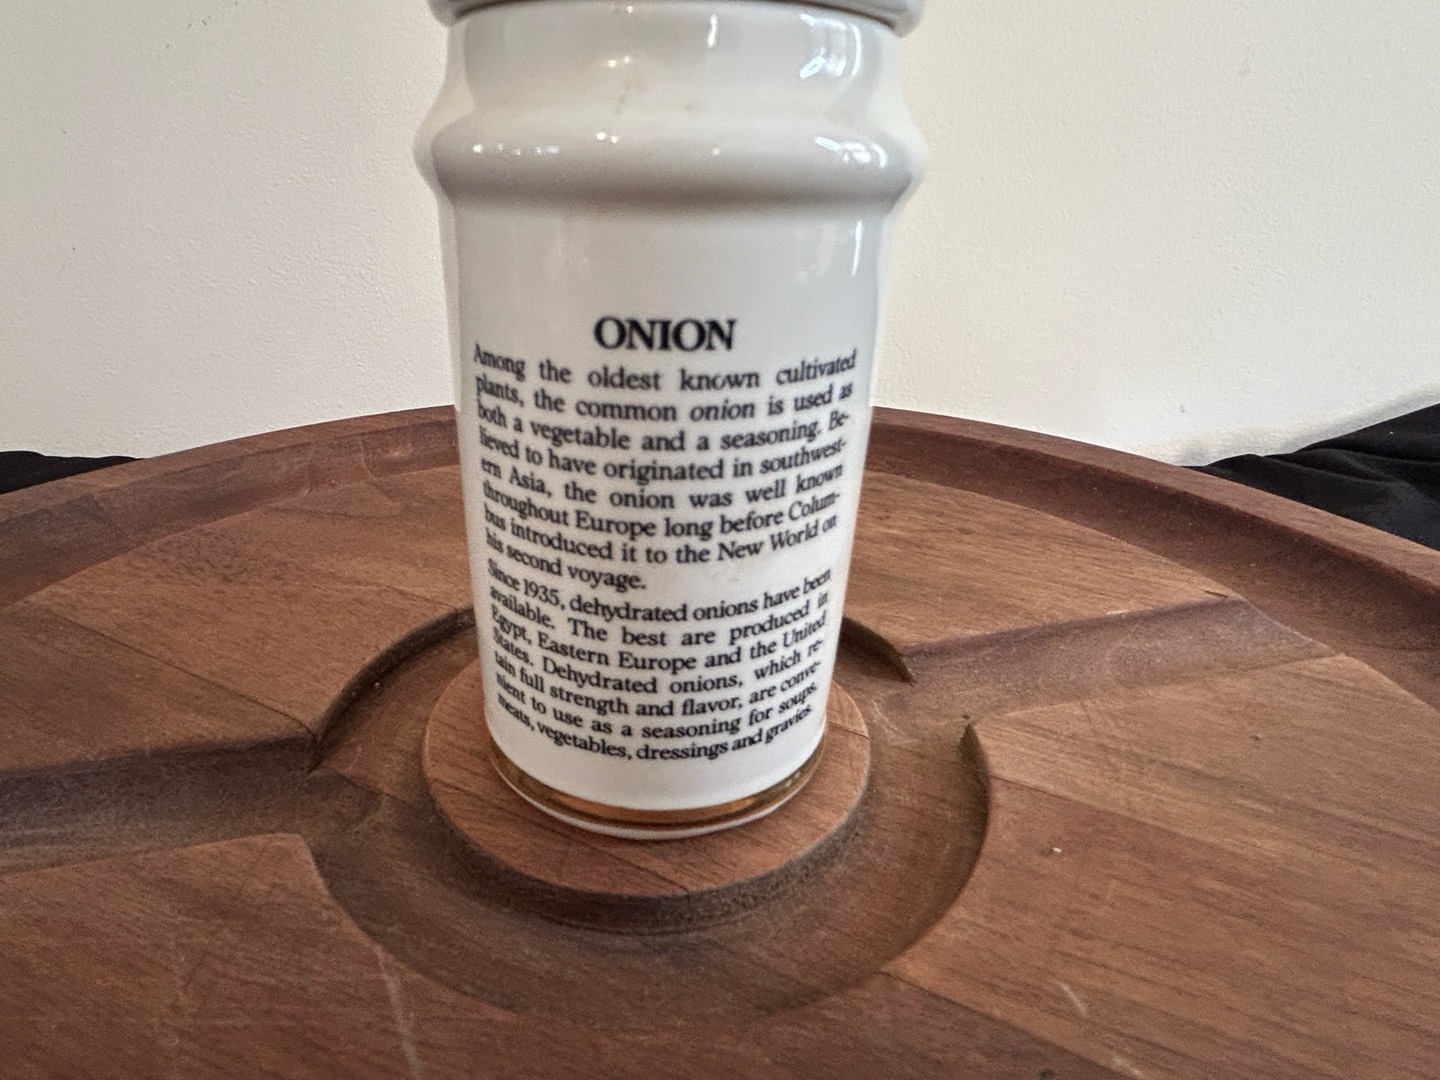 ONION
Among the oldest known cultivated
plants, the common onion is used as
both a vegetable and a seasoning. Be-
lieved to have originated in southwest-
ern Asia, the onion was well known
throughout Europe long before Colum-
bus introduced it to the New World on
his second voyage.
Since 1935, dehydrated onions have been
available. The best are produced in
Egypt, Eastern Europe and the United
States. Dehydrated onions, which re-
tain full strength and flavor, are conve-
nient to use as a seasoning for soups,
meats, vegetables, dressings and gravies.